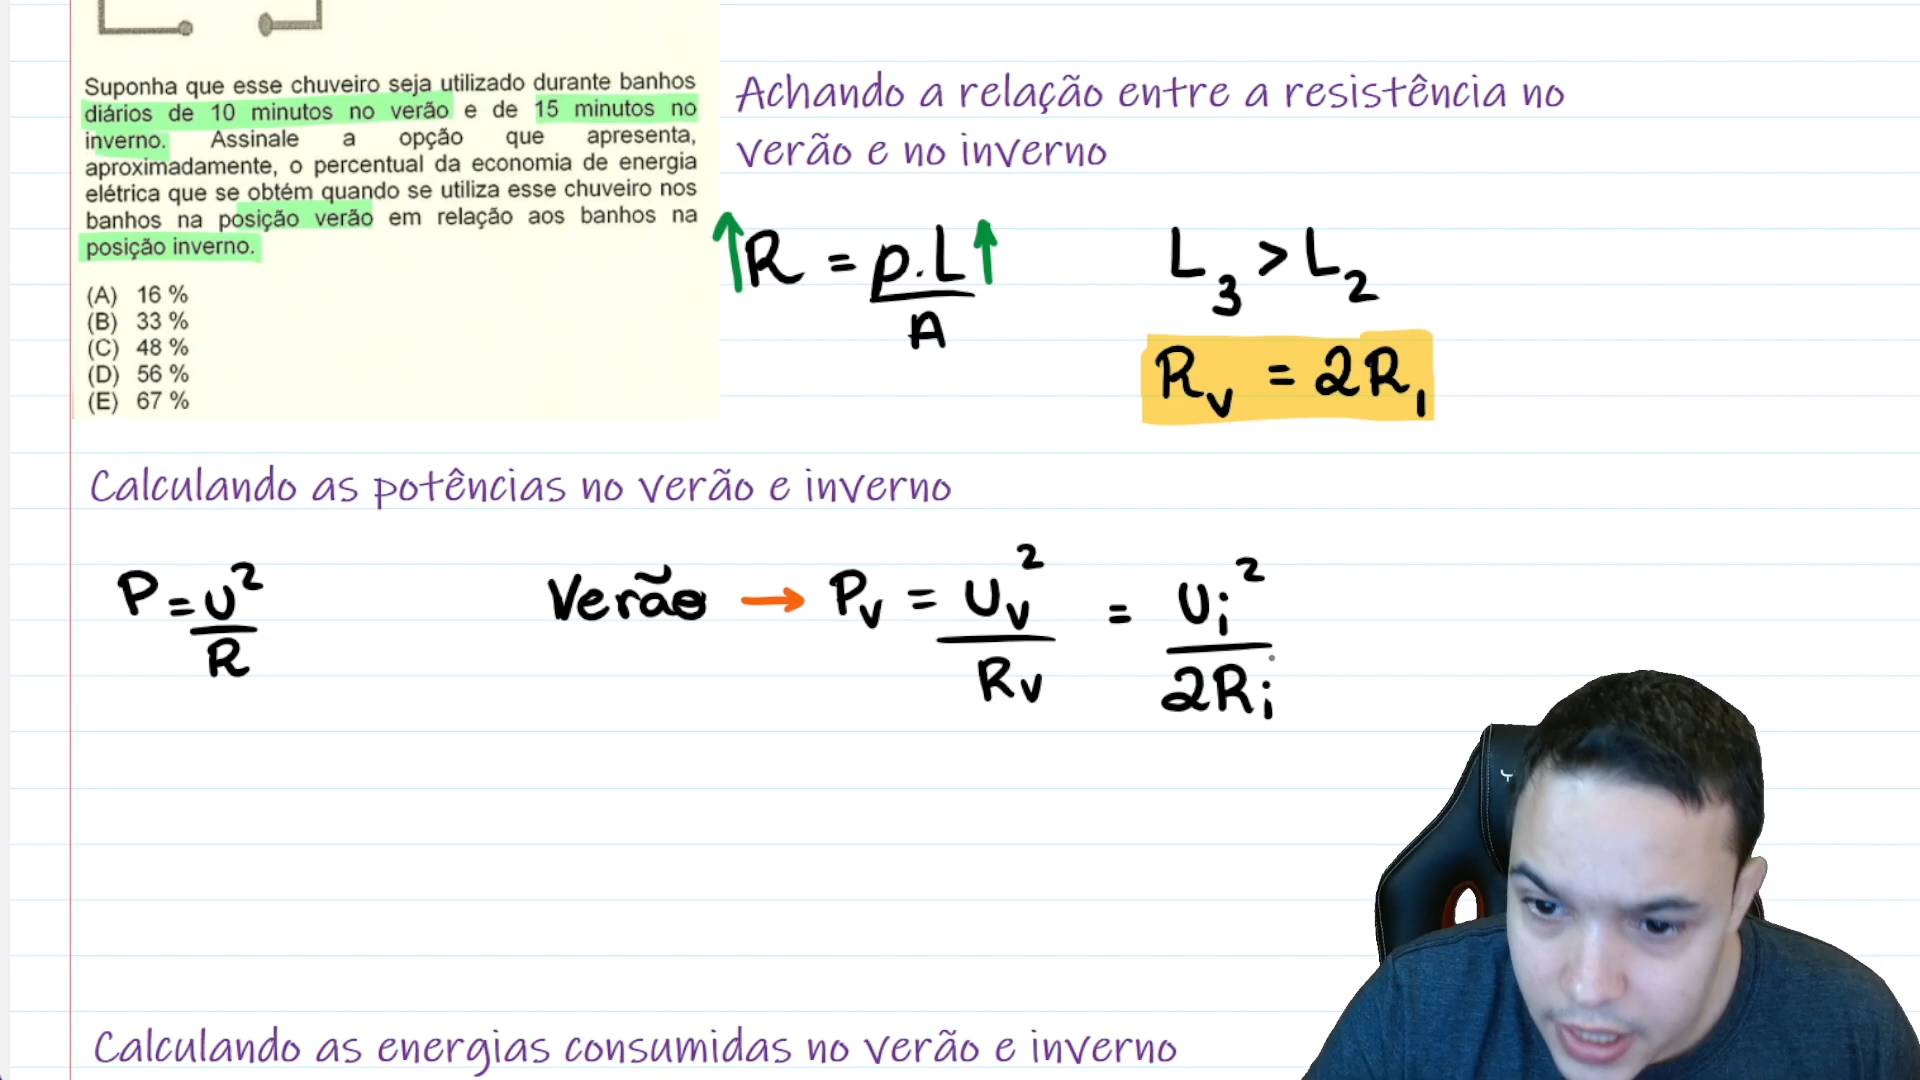 Suponha que esse chuveiro seja utilizado durante banhos
diários de 10 minutos no verão e de 15 minutos no
inverno. Assinale a opção que apresenta,
aproximadamente, o percentual da economia de energia
elétrica que se obtém quando se utiliza esse chuveiro nos
banhos na posição verão em relação aos banhos na
posição inverno.
(A) 16 %
(B) 33 %
(C) 48 %
(D) 56 %
(E) 67 %
Achando a relação entre a resistência no
verão e no inverno
↑R = p.L↑
A
L3 > L2
Rv = 2R1
Calculando as potências no verão e inverno
P = U²
R
Verão → Pv = Uv² = Ui²
Rv 2Ri
Calculando as energias consumidas no verão e inverno